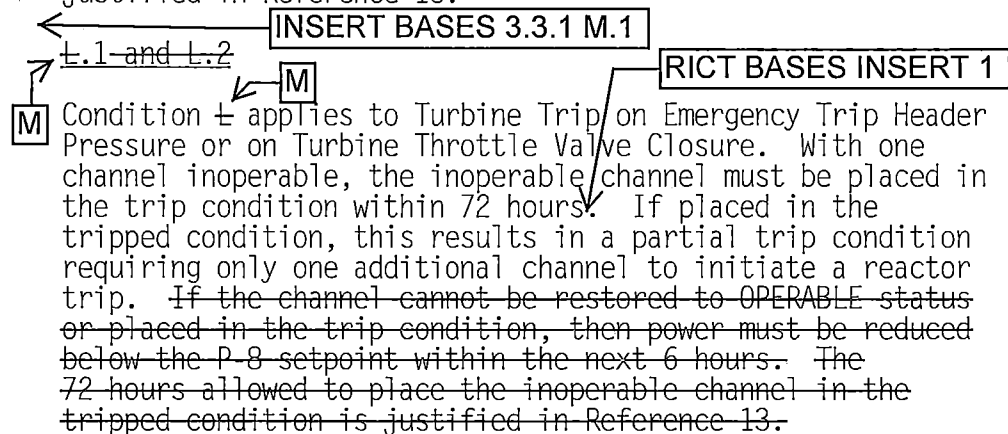 justified in Reference 13.
INSERT BASES 3.3.1 M.1
L.1 and L.2
M
RICT BASES INSERT 1
M
Condition L applies to Turbine Trip on Emergency Trip Header
Pressure or on Turbine Throttle Valve Closure. With one
channel inoperable, the inoperable channel must be placed in
the trip condition within 72 hours. If placed in the
tripped condition, this results in a partial trip condition
requiring only one additional channel to initiate a reactor
trip. If the channel cannot be restored to OPERABLE status
or placed in the trip condition, then power must be reduced
below the P-8 setpoint within the next 6 hours. The
72 hours allowed to place the inoperable channel in the
tripped condition is justified in Reference 13.